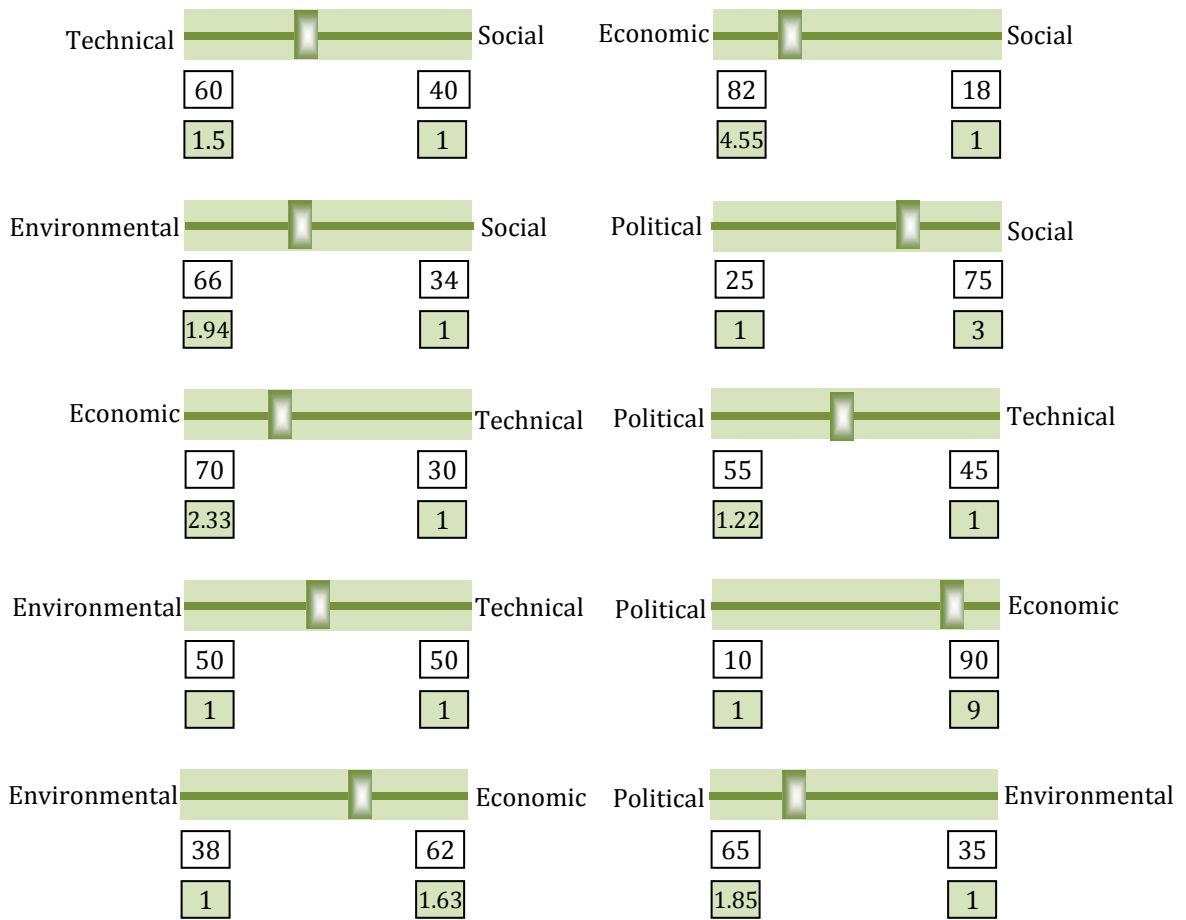 Technical Social
60 40
1.5 1
Economic Social
82 18
4.55 1
Environmental Social
66 34
1.94 1
Political Social
25 75
1 3
Economic Technical
70 30
2.33 1
Political Technical
55 45
1.22 1
Environmental Technical
50 50
1 1
Political Economic
10 90
1 9
Environmental Economic
38 62
1 1.63
Political Environmental
65 35
1.85 1